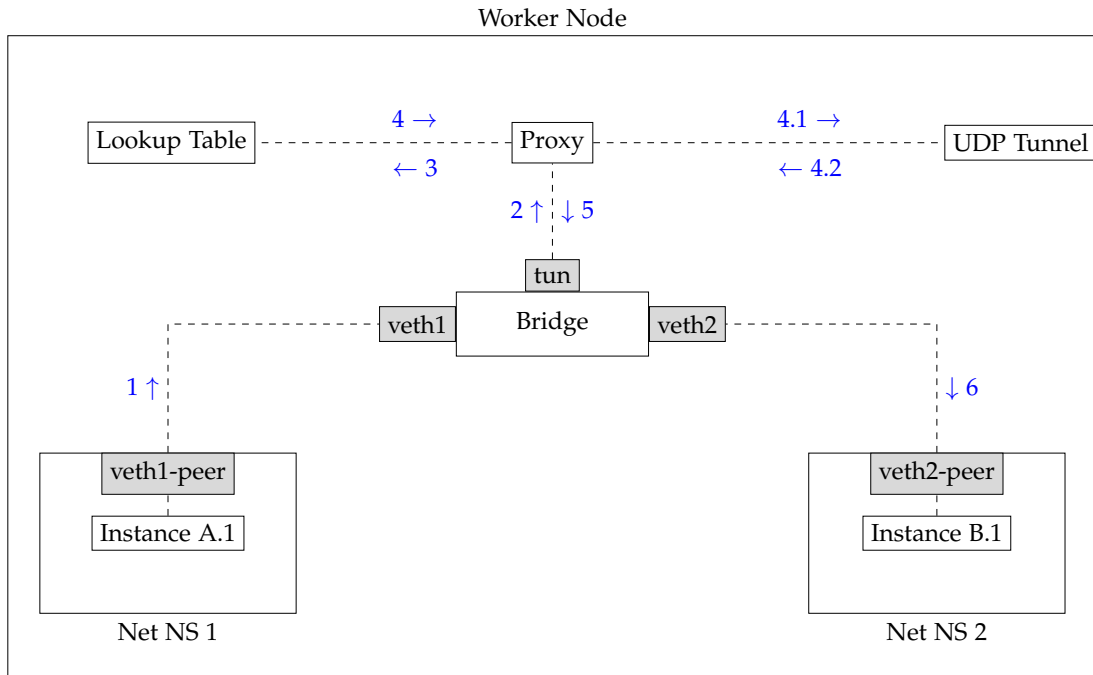 Worker Node
4 →
4.1 →
Lookup Table
Proxy
UDP Tunnel
← 3
← 4.2
2 ↑
↓ 5
tun
veth1
Bridge
veth2
1 ↑
↓ 6
veth1-peer
veth2-peer
Instance A.1
Instance B.1
Net NS 1
Net NS 2